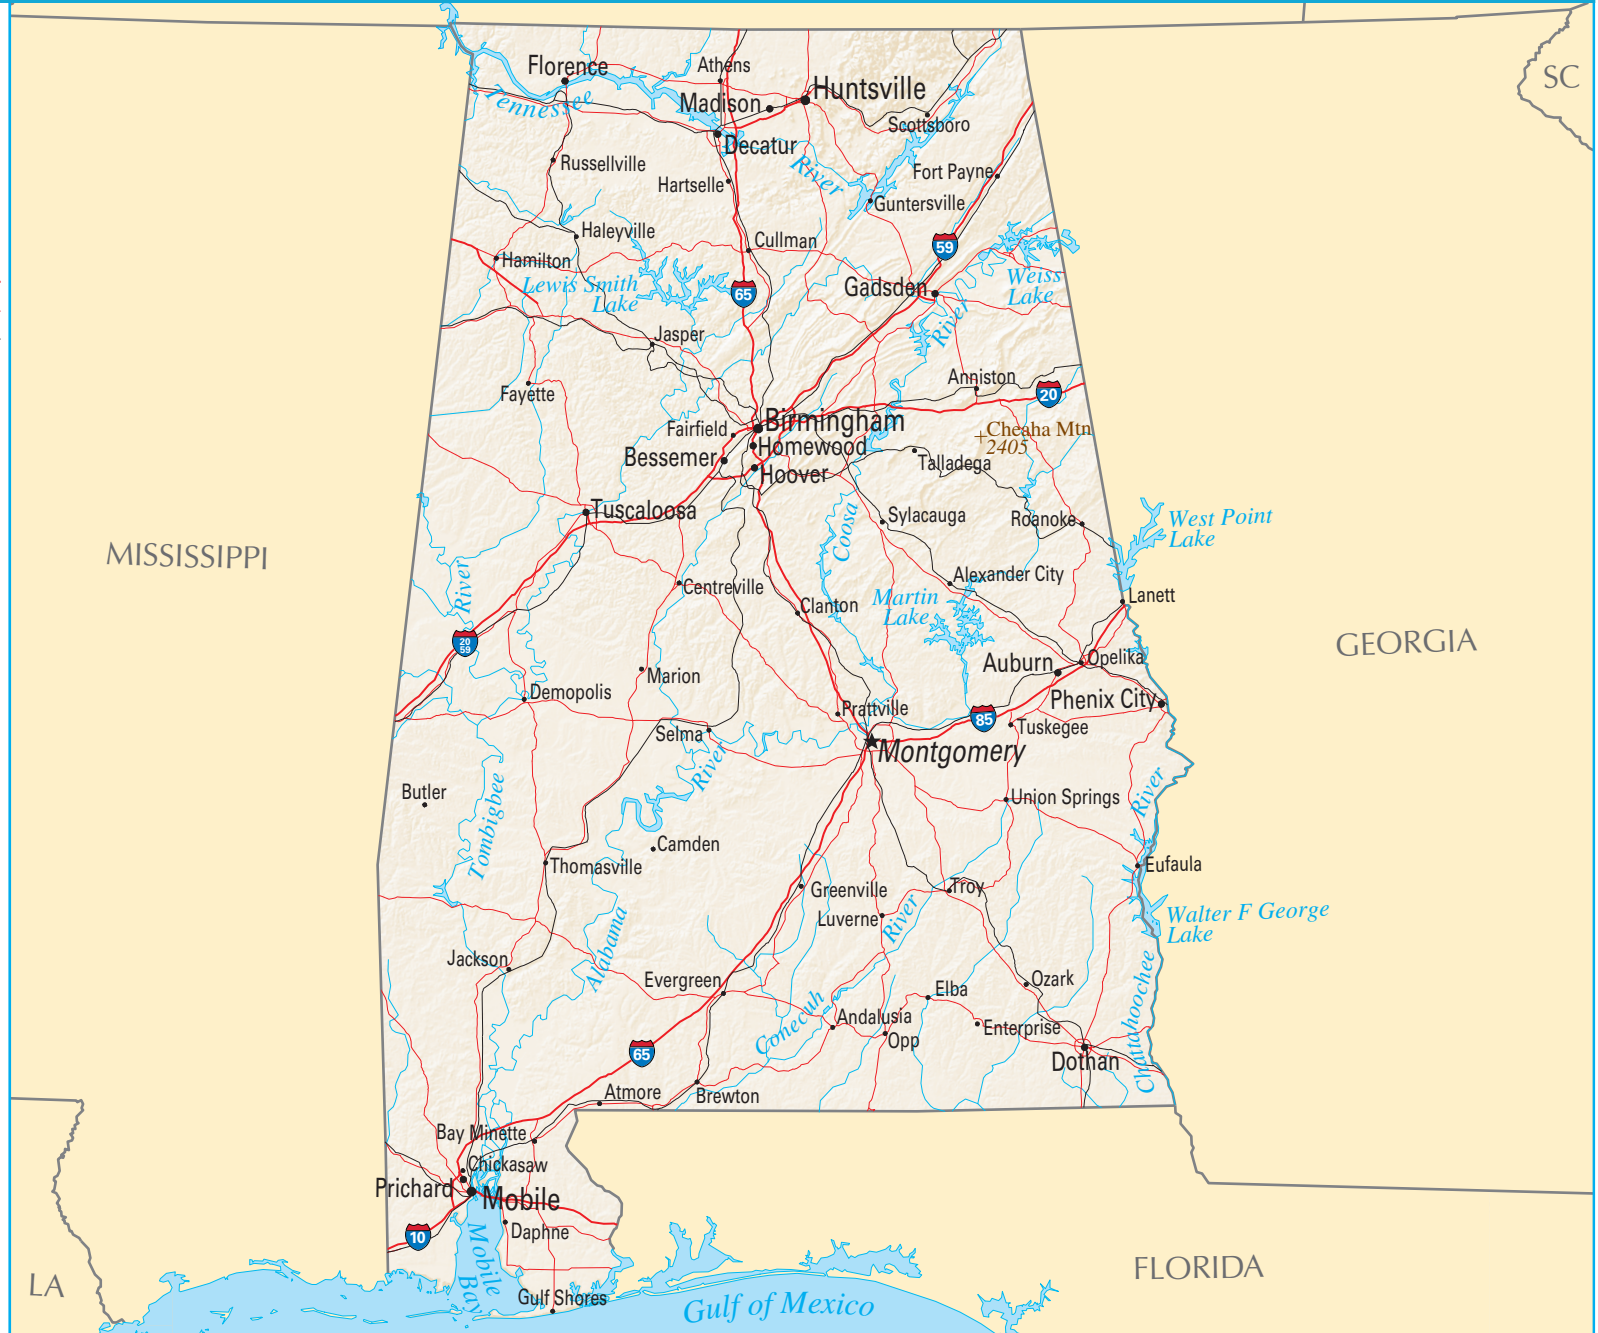 SC
Florence
Athens
Huntsville
Madison
Tennessee
Scottsboro
Decatur
River
Russellville
Fort Payne
Hartselle
Guntersville
Haleyville
Cullman
59
Hamilton
Weiss
Lake
Lewis Smith
Lake
65
Gadsden
River
Jasper
Anniston
20
Fayette
Birmingham
Fairfield
Cheaha Mtn
2405
Homewood
Bessemer
Talladega
Hoover
Tuscaloosa
Coosa
Sylacauga
Roanoke
West Point
Lake
MISSISSIPPI
River
Centreville
Alexander City
Clanton
Martin
Lake
Lanett
20
59
GEORGIA
Auburn
Opelika
Marion
Demopolis
Phenix City
Prattville
85
Tuskegee
Selma
Montgomery
River
Butler
Union Springs
River
Tombigbee
Camden
Thomasville
Eufaula
Greenville
Troy
Luverne
River
Walter F George
Lake
Alabama
Jackson
Evergreen
Ozark
Elba
Conecuh
Andalusia
Enterprise
Opp
Chattahoochee
65
Dothan
Atmore
Brewton
Bay Minette
Chickasaw
Prichard
Mobile
10
Daphne
Mobile
Bay
FLORIDA
LA
Gulf Shores
Gulf of Mexico